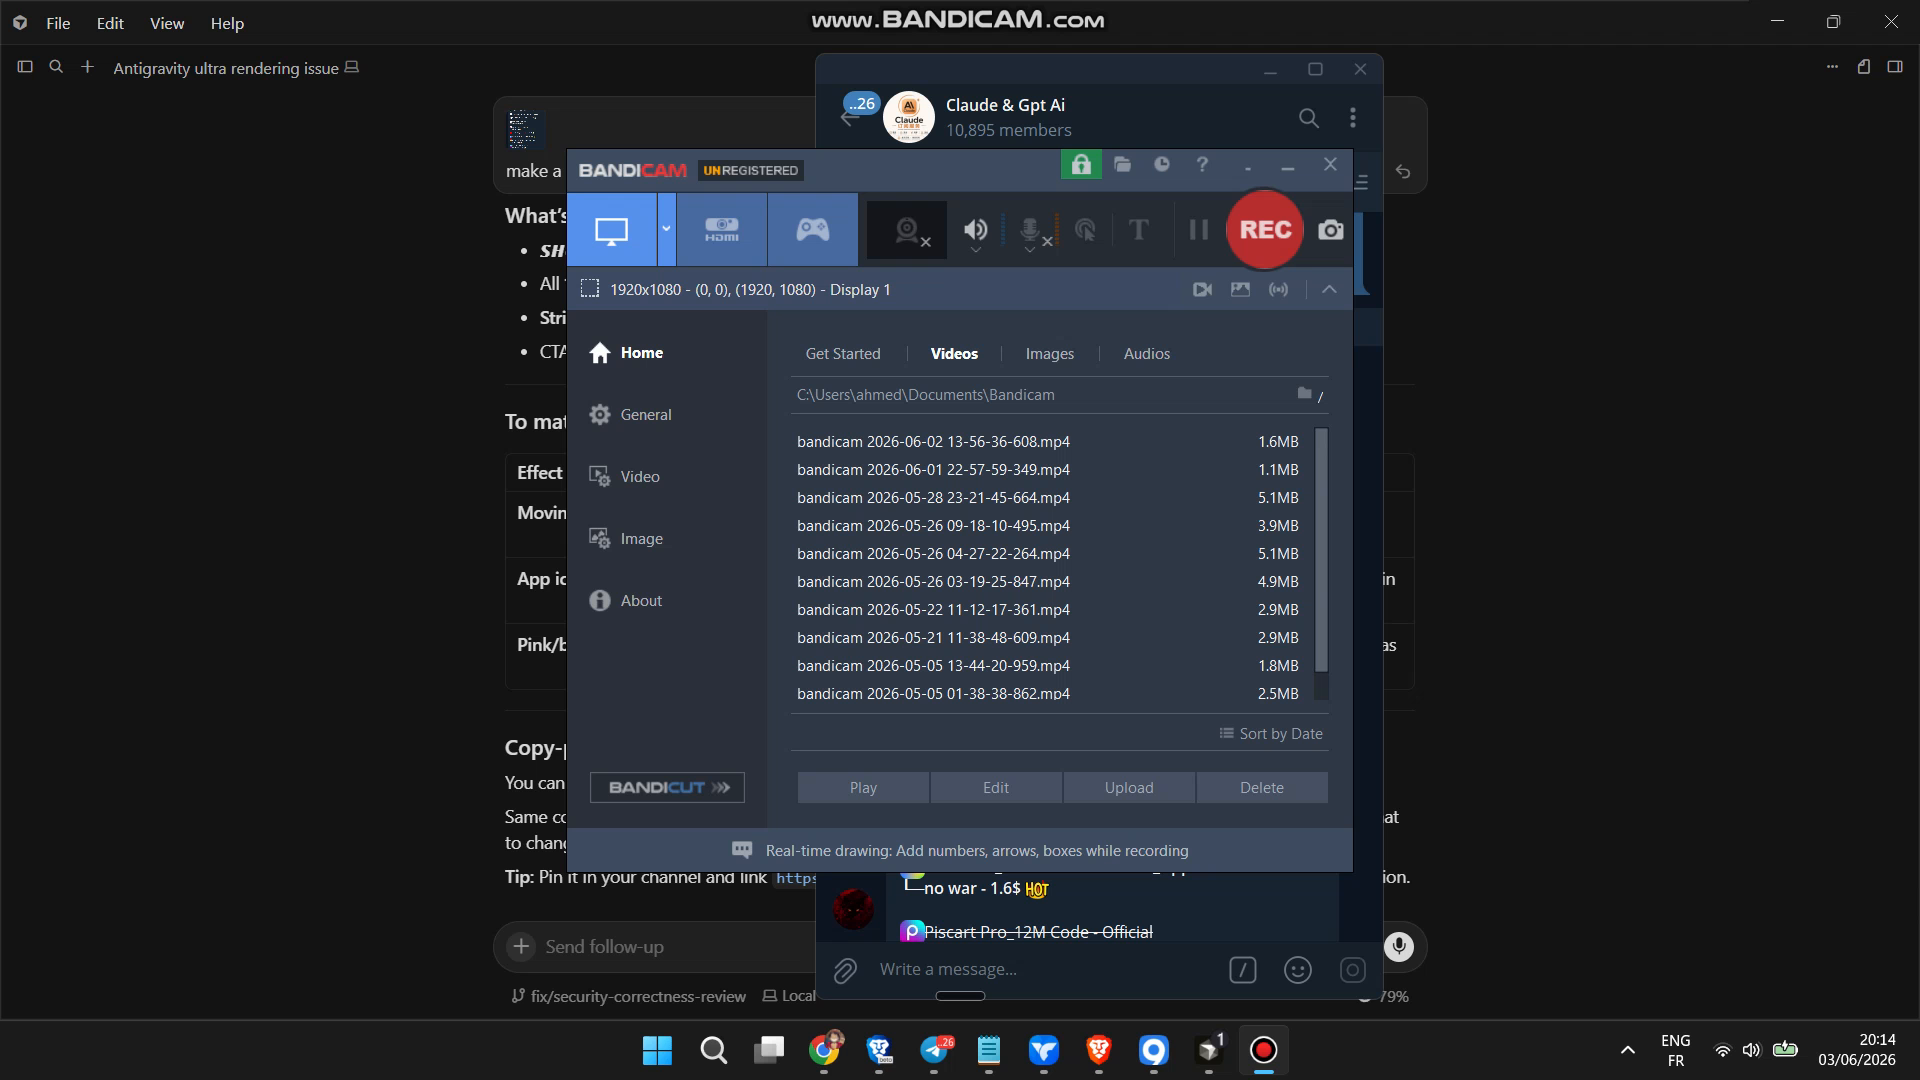 www.BANDICAM.com
File Edit View Help
Antigravity ultra rendering issue
..26
Claude & Gpt Ai
10,895 members
make a
BANDICAM UNREGISTERED
What's
SH
All
Stri
CTA
HDMI
T
REC
1920x1080 - (0, 0), (1920, 1080) - Display 1
Home
General
Video
Image
About
Get Started
Videos
Images
Audios
C:\Users\ahmed\Documents\Bandicam
bandicam 2026-06-02 13-56-36-608.mp4 1.6MB
bandicam 2026-06-01 22-57-59-349.mp4 1.1MB
bandicam 2026-05-28 23-21-45-664.mp4 5.1MB
bandicam 2026-05-26 09-18-10-495.mp4 3.9MB
bandicam 2026-05-26 04-27-22-264.mp4 5.1MB
bandicam 2026-05-26 03-19-25-847.mp4 4.9MB
bandicam 2026-05-22 11-12-17-361.mp4 2.9MB
bandicam 2026-05-21 11-38-48-609.mp4 2.9MB
bandicam 2026-05-05 13-44-20-959.mp4 1.8MB
bandicam 2026-05-05 01-38-38-862.mp4 2.5MB
Sort by Date
Play Edit Upload Delete
BANDICUT
Real-time drawing: Add numbers, arrows, boxes while recording
To mat
Effect
Movin
App ic
in
Pink/b
as
Copy-p
You can
Same co
at
to chang
Tip: Pin it in your channel and link https
ion.
no war - 1.6$ HOT
Piscart Pro_12M Code - Official
Send follow-up
Write a message...
fix/security-correctness-review Local
79%
26
1
ENG
FR
20:14
03/06/2026